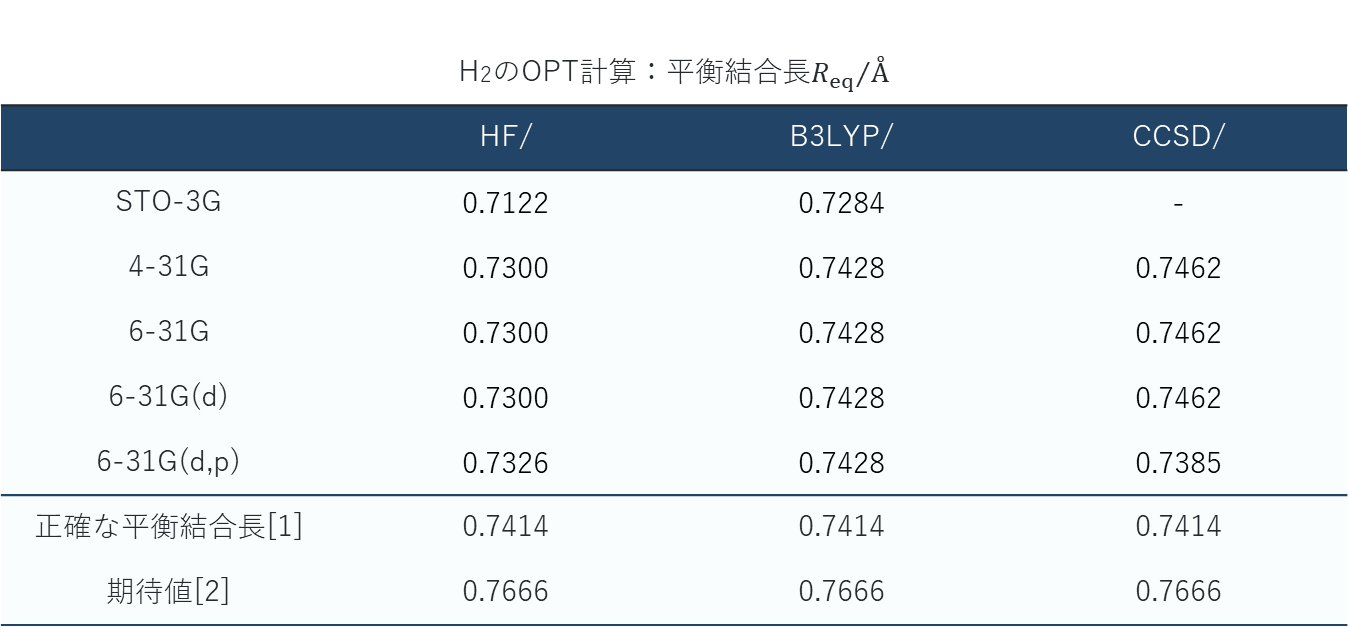 H2のOPT計算：平衡結合長Req/Å
HF/ B3LYP/ CCSD/
STO-3G 0.7122 0.7284 -
4-31G 0.7300 0.7428 0.7462
6-31G 0.7300 0.7428 0.7462
6-31G(d) 0.7300 0.7428 0.7462
6-31G(d,p) 0.7326 0.7428 0.7385
正確な平衡結合長[1] 0.7414 0.7414 0.7414
期待値[2] 0.7666 0.7666 0.7666